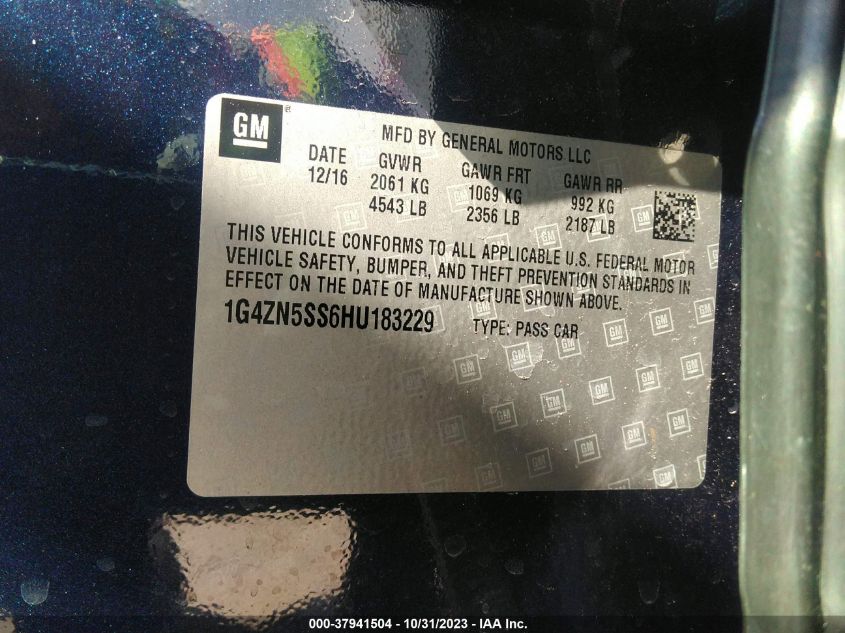 GM ®
MFD BY GENERAL MOTORS LLC
DATE GVWR GAWR FRT GAWR RR
12/16 2061 KG 1069 KG 992 KG
4543 LB 2356 LB 2187 LB
THIS VEHICLE CONFORMS TO ALL APPLICABLE U.S. FEDERAL MOTOR
VEHICLE SAFETY, BUMPER, AND THEFT PREVENTION STANDARDS IN
EFFECT ON THE DATE OF MANUFACTURE SHOWN ABOVE.
1G4ZN5SS6HU183229 TYPE: PASS CAR
000-37941504 - 10/31/2023 - IAA Inc.